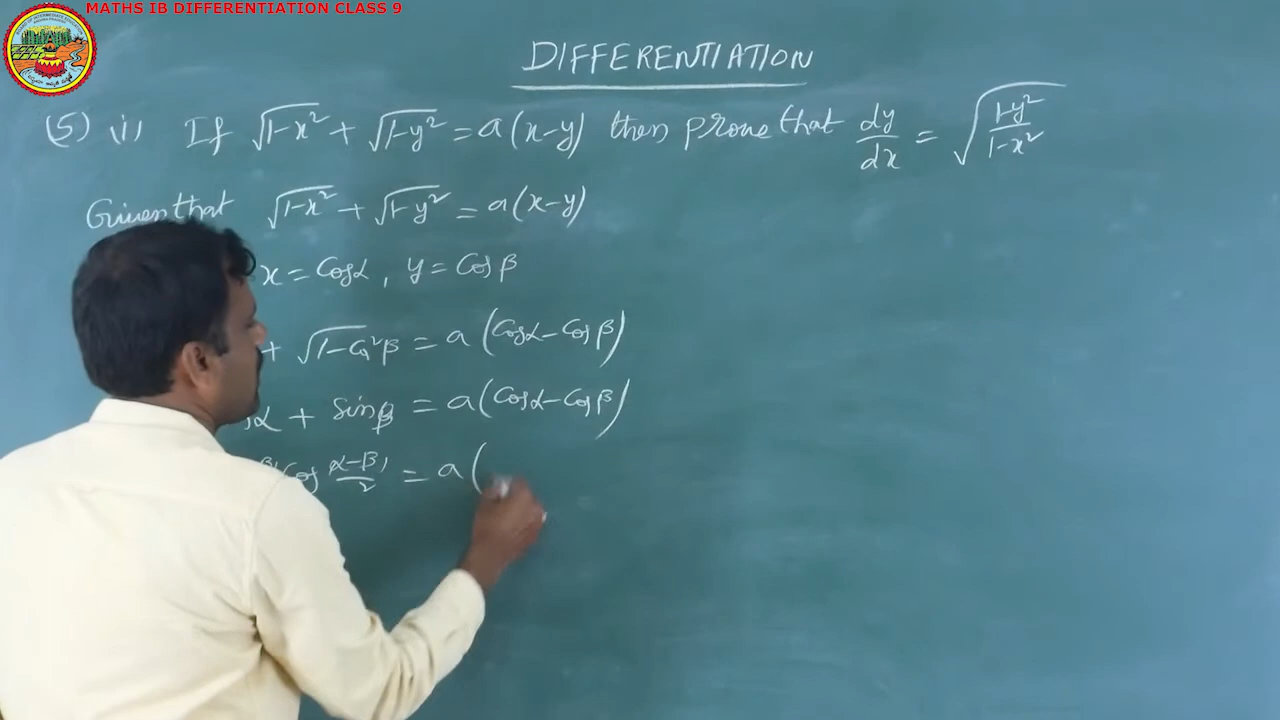 MATHS IB DIFFERENTIATION CLASS 9
DIFFERENTIATION
(5) (i) If √(1-x²) + √(1-y²) = a(x-y) then prove that dy/dx = √((1-y²)/(1-x²))
Given that √(1-x²) + √(1-y²) = a(x-y)
x = Cosα, y = Cosβ
+ √(1-Cos²β) = a(Cosα-Cosβ)
α + Sinβ = a(Cosα-Cosβ)
Cos (α-β)/2 = a(